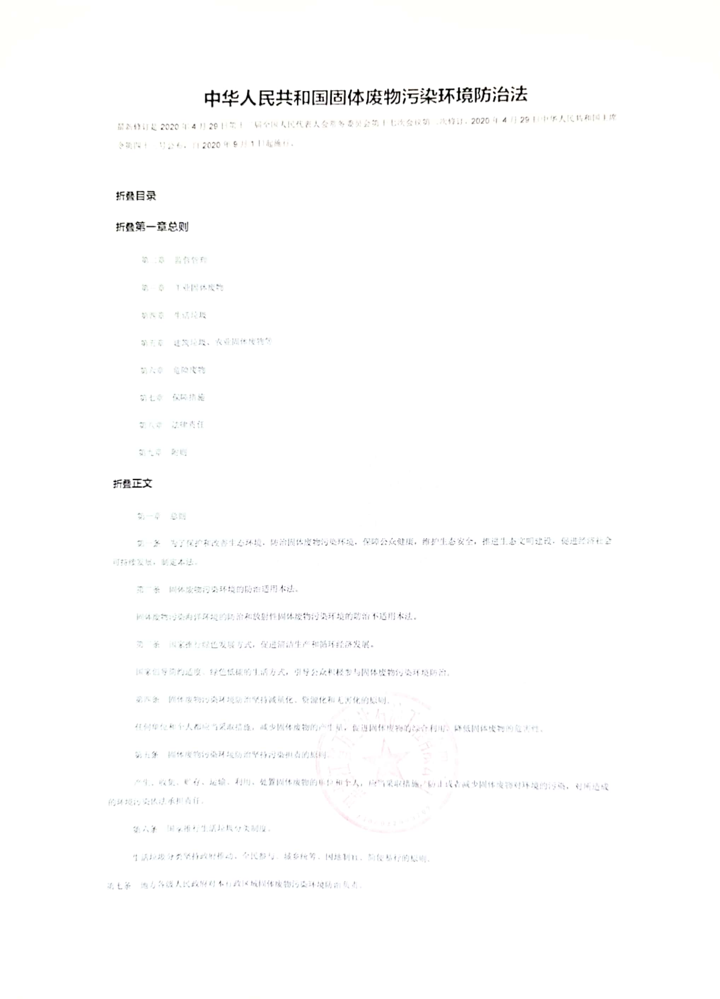 中华人民共和国固体废物污染环境防治法
最新修订是 2020 年 4 月 29 日第十三届全国人民代表大会常务委员会第十七次会议第二次修订，2020 年 4 月 29 日中华人民共和国主席
令第四十三号公布，自 2020 年 9 月 1 日起施行。
折叠目录
折叠第一章总则
第二章 监督管理
第三章 工业固体废物
第四章 生活垃圾
第五章 建筑垃圾、农业固体废物等
第六章 危险废物
第七章 保障措施
第八章 法律责任
第九章 附则
折叠正文
第一章 总则
第一条 为了保护和改善生态环境，防治固体废物污染环境，保障公众健康，维护生态安全，推进生态文明建设，促进经济社会
可持续发展，制定本法。
第二条 固体废物污染环境的防治适用本法。
固体废物污染海洋环境的防治和放射性固体废物污染环境的防治不适用本法。
第三条 国家推行绿色发展方式，促进清洁生产和循环经济发展。
国家倡导简约适度、绿色低碳的生活方式，引导公众积极参与固体废物污染环境防治。
第四条 固体废物污染环境防治坚持减量化、资源化和无害化的原则。
任何单位和个人都应当采取措施，减少固体废物的产生量，促进固体废物的综合利用，降低固体废物的危害性。
第五条 固体废物污染环境防治坚持污染担责的原则。
产生、收集、贮存、运输、利用、处置固体废物的单位和个人，应当采取措施，防止或者减少固体废物对环境的污染，对所造成
的环境污染依法承担责任。
第六条 国家推行生活垃圾分类制度。
生活垃圾分类坚持政府推动、全民参与、城乡统筹、因地制宜、简便易行的原则。
第七条 地方各级人民政府对本行政区域固体废物污染环境防治负责。